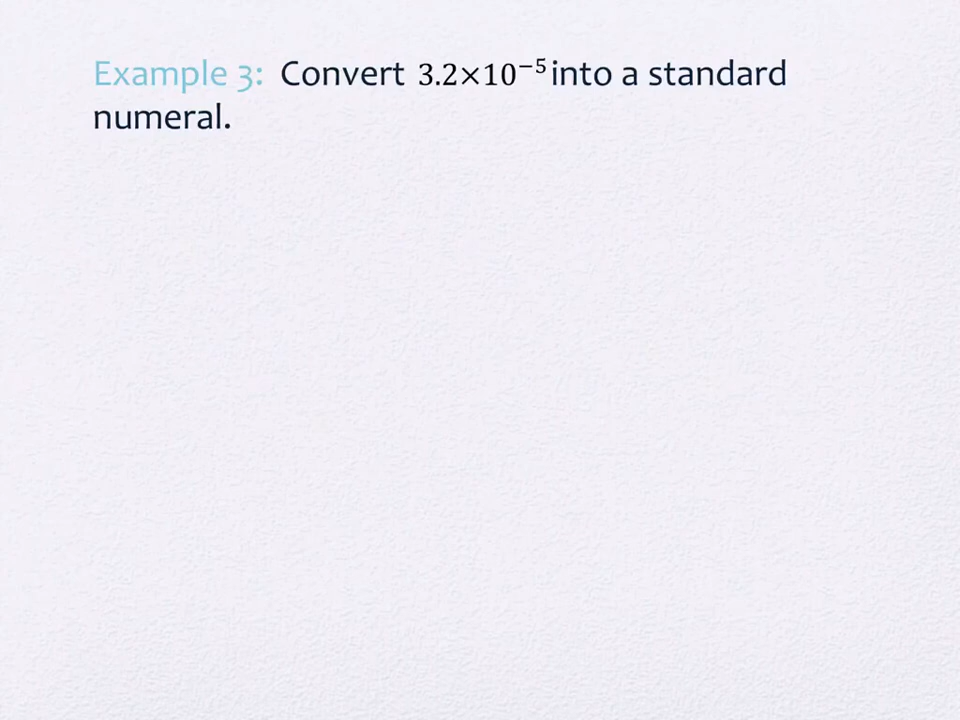 Example 3: Convert 3.2×10⁻⁵ into a standard
numeral.